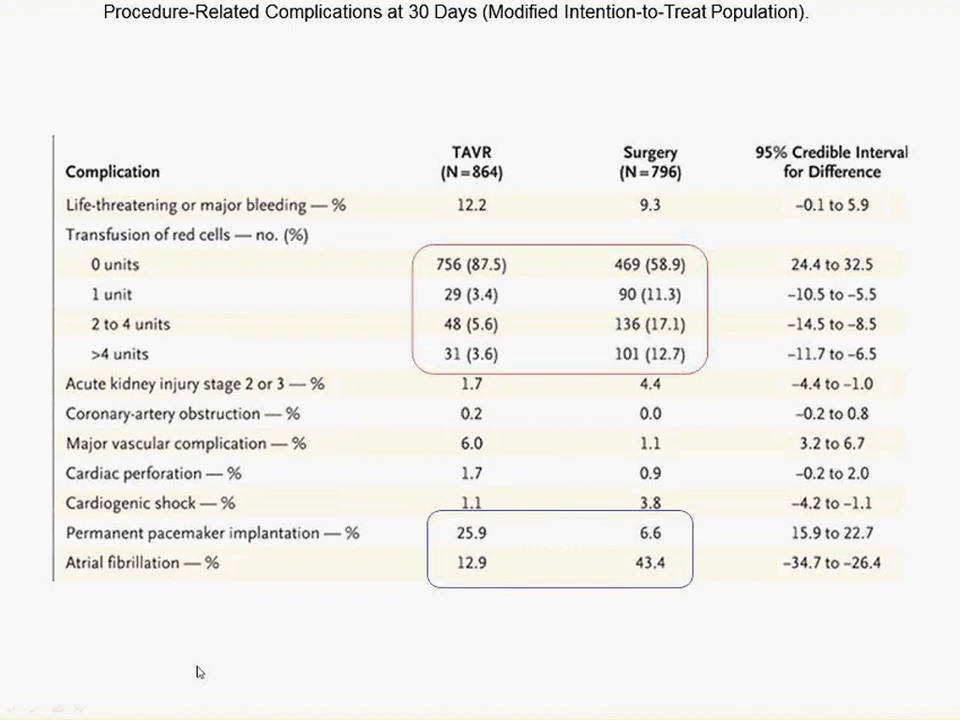 Procedure-Related Complications at 30 Days (Modified Intention-to-Treat Population).
TAVR Surgery 95% Credible Interval
Complication (N=864) (N=796) for Difference
Life-threatening or major bleeding — % 12.2 9.3 −0.1 to 5.9
Transfusion of red cells — no. (%)
0 units 756 (87.5) 469 (58.9) 24.4 to 32.5
1 unit 29 (3.4) 90 (11.3) −10.5 to −5.5
2 to 4 units 48 (5.6) 136 (17.1) −14.5 to −8.5
>4 units 31 (3.6) 101 (12.7) −11.7 to −6.5
Acute kidney injury stage 2 or 3 — % 1.7 4.4 −4.4 to −1.0
Coronary-artery obstruction — % 0.2 0.0 −0.2 to 0.8
Major vascular complication — % 6.0 1.1 3.2 to 6.7
Cardiac perforation — % 1.7 0.9 −0.2 to 2.0
Cardiogenic shock — % 1.1 3.8 −4.2 to −1.1
Permanent pacemaker implantation — % 25.9 6.6 15.9 to 22.7
Atrial fibrillation — % 12.9 43.4 −34.7 to −26.4